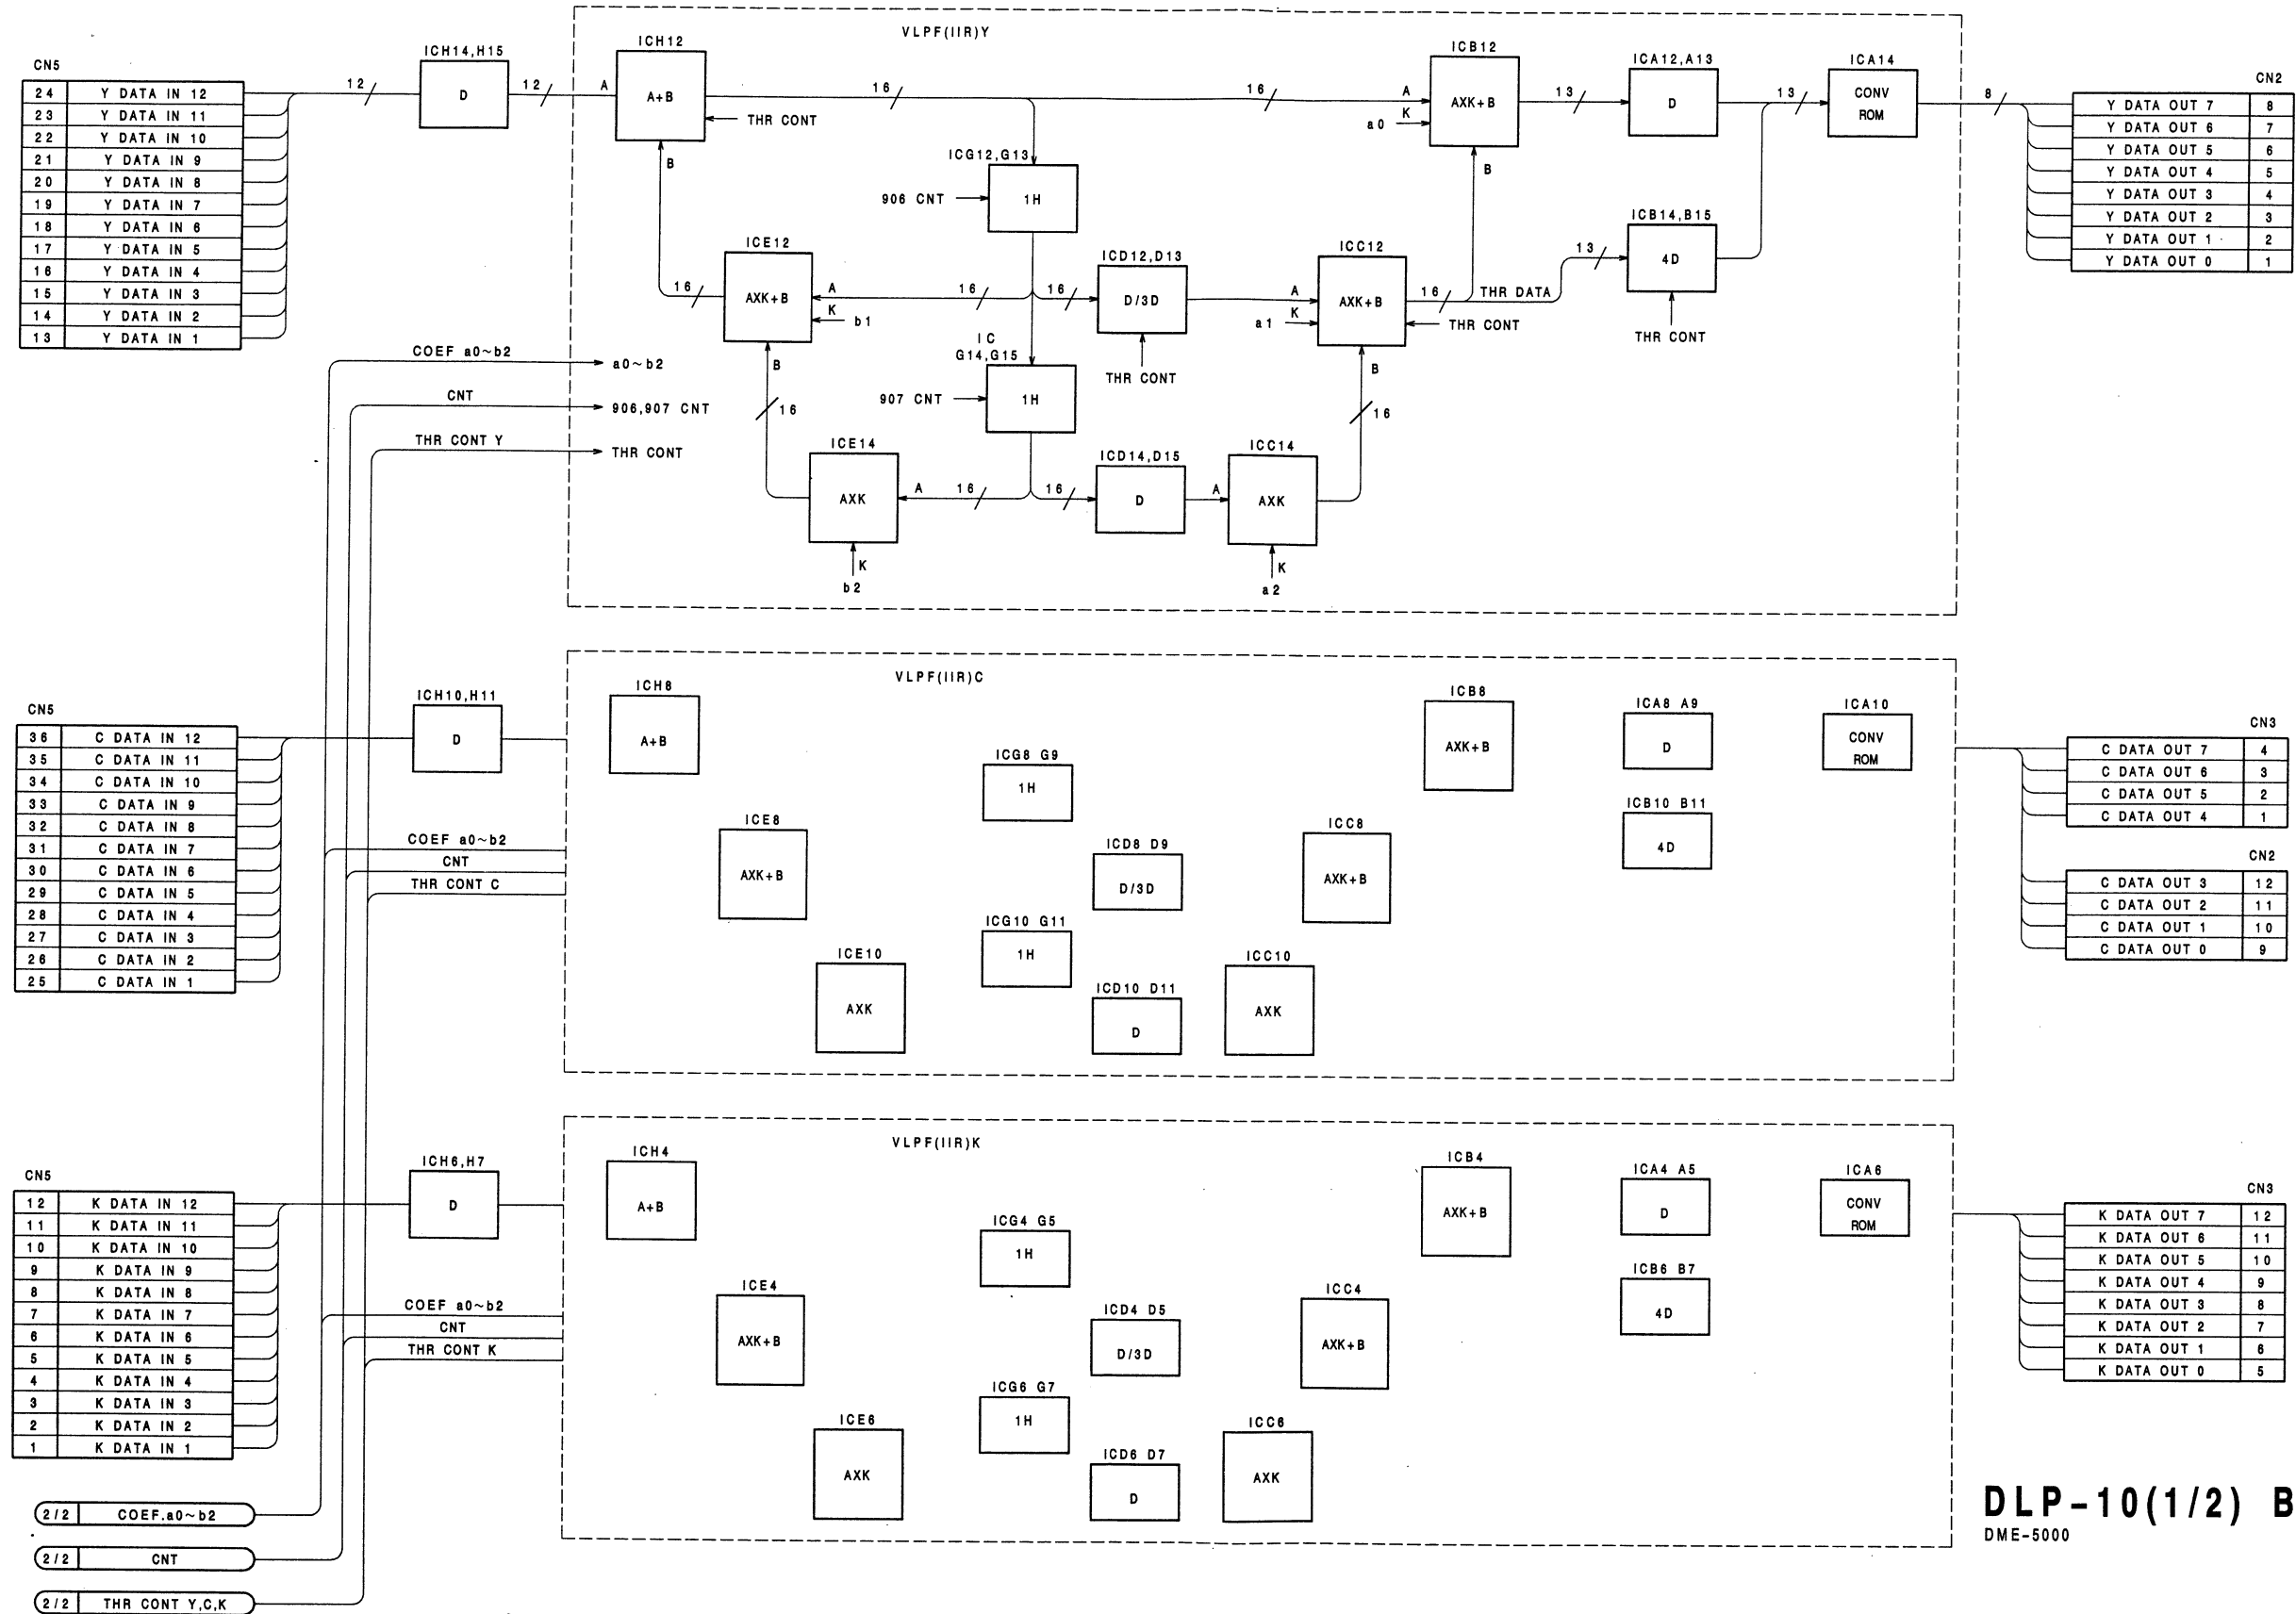 VLPF(IIR)Y
CN5
24 Y DATA IN 12
23 Y DATA IN 11
22 Y DATA IN 10
21 Y DATA IN 9
20 Y DATA IN 8
19 Y DATA IN 7
18 Y DATA IN 6
17 Y DATA IN 5
16 Y DATA IN 4
15 Y DATA IN 3
14 Y DATA IN 2
13 Y DATA IN 1
12
ICH14,H15
D
12
A
ICH12
A+B
THR CONT
B
16
16
A
K
a0
ICB12
AXK+B
B
13
ICA12,A13
D
13
ICA14
CONV
ROM
8
CN2
Y DATA OUT 7 8
Y DATA OUT 6 7
Y DATA OUT 5 6
Y DATA OUT 4 5
Y DATA OUT 3 4
Y DATA OUT 2 3
Y DATA OUT 1 2
Y DATA OUT 0 1
ICG12,G13
906 CNT
1H
ICE12
AXK+B
16
A
K
b1
B
16
16
16
ICD12,D13
D/3D
THR CONT
A
K
a1
ICC12
AXK+B
16
THR DATA
THR CONT
B
16
13
ICB14,B15
4D
THR CONT
COEF a0~b2
a0~b2
CNT
906,907 CNT
THR CONT Y
THR CONT
IC
G14,G15
907 CNT
1H
ICE14
AXK
A
16
16
K
b2
ICD14,D15
D
A
ICC14
AXK
K
a2
VLPF(IIR)C
CN5
36 C DATA IN 12
35 C DATA IN 11
34 C DATA IN 10
33 C DATA IN 9
32 C DATA IN 8
31 C DATA IN 7
30 C DATA IN 6
29 C DATA IN 5
28 C DATA IN 4
27 C DATA IN 3
26 C DATA IN 2
25 C DATA IN 1
ICH10,H11
D
COEF a0~b2
CNT
THR CONT C
ICH8
A+B
ICG8 G9
1H
ICE8
AXK+B
ICD8 D9
D/3D
ICG10 G11
1H
ICE10
AXK
ICD10 D11
D
ICC8
AXK+B
ICC10
AXK
ICB8
AXK+B
ICA8 A9
D
ICB10 B11
4D
ICA10
CONV
ROM
CN3
C DATA OUT 7 4
C DATA OUT 6 3
C DATA OUT 5 2
C DATA OUT 4 1
CN2
C DATA OUT 3 12
C DATA OUT 2 11
C DATA OUT 1 10
C DATA OUT 0 9
VLPF(IIR)K
CN5
12 K DATA IN 12
11 K DATA IN 11
10 K DATA IN 10
9 K DATA IN 9
8 K DATA IN 8
7 K DATA IN 7
6 K DATA IN 6
5 K DATA IN 5
4 K DATA IN 4
3 K DATA IN 3
2 K DATA IN 2
1 K DATA IN 1
ICH6,H7
D
COEF a0~b2
CNT
THR CONT K
ICH4
A+B
ICG4 G5
1H
ICE4
AXK+B
ICD4 D5
D/3D
ICG6 G7
1H
ICE6
AXK
ICD6 D7
D
ICC4
AXK+B
ICC6
AXK
ICB4
AXK+B
ICA4 A5
D
ICB6 B7
4D
ICA6
CONV
ROM
CN3
K DATA OUT 7 12
K DATA OUT 6 11
K DATA OUT 5 10
K DATA OUT 4 9
K DATA OUT 3 8
K DATA OUT 2 7
K DATA OUT 1 6
K DATA OUT 0 5
2/2 COEF.a0~b2
2/2 CNT
2/2 THR CONT Y,C,K
DLP-10(1/2) B
DME-5000